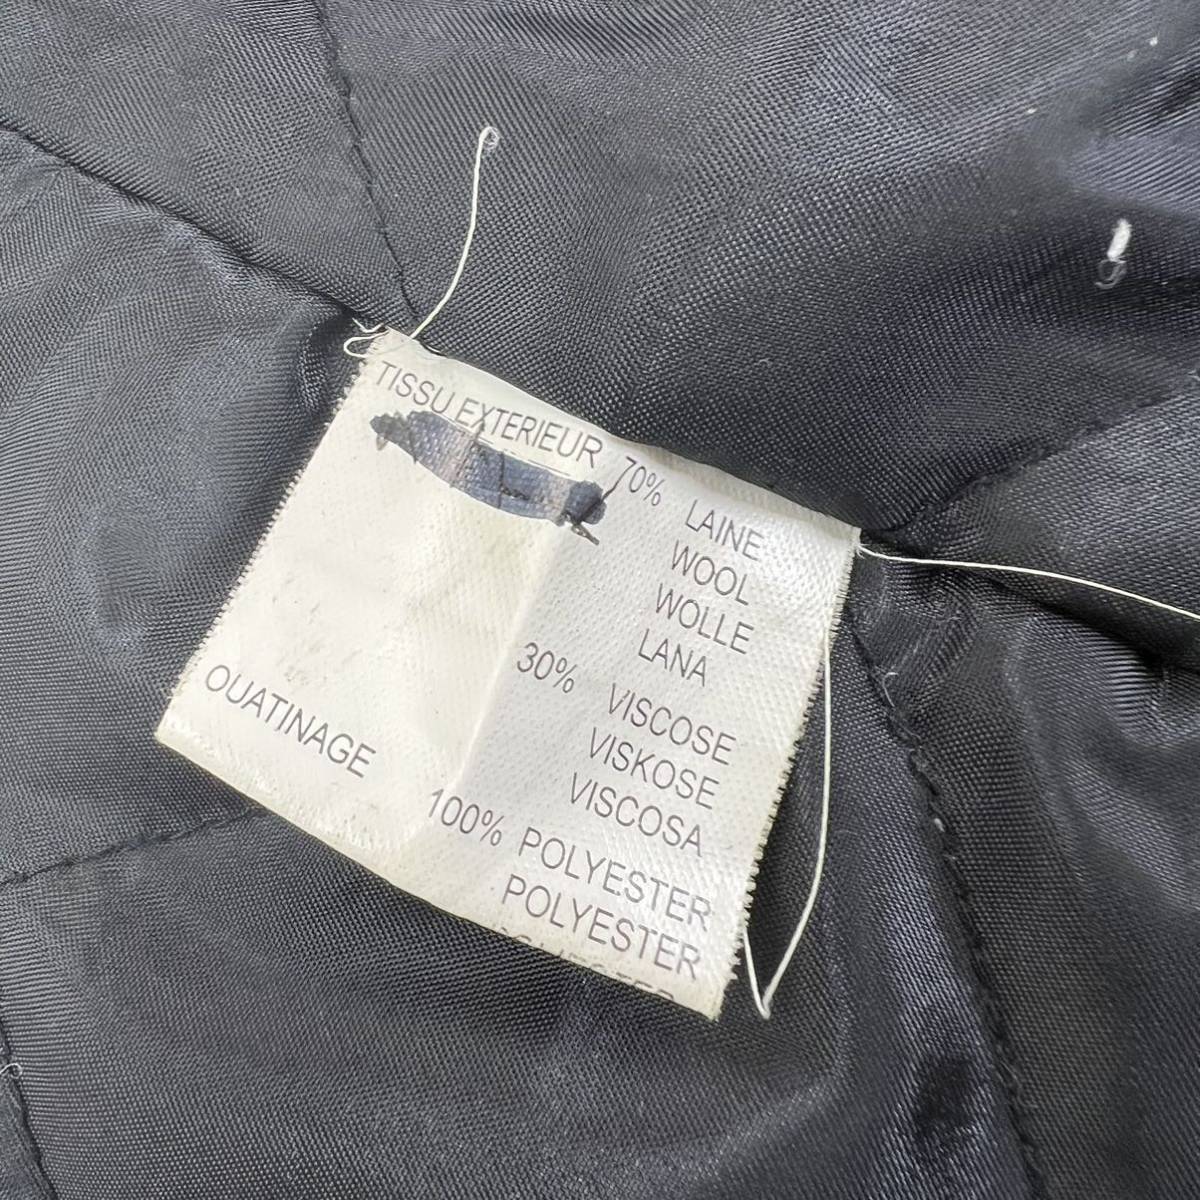 TISSU EXTERIEUR 70% LAINE
WOOL
WOLLE
LANA
30% VISCOSE
VISKOSE
VISCOSA
OUATINAGE 100% POLYESTER
POLYESTER